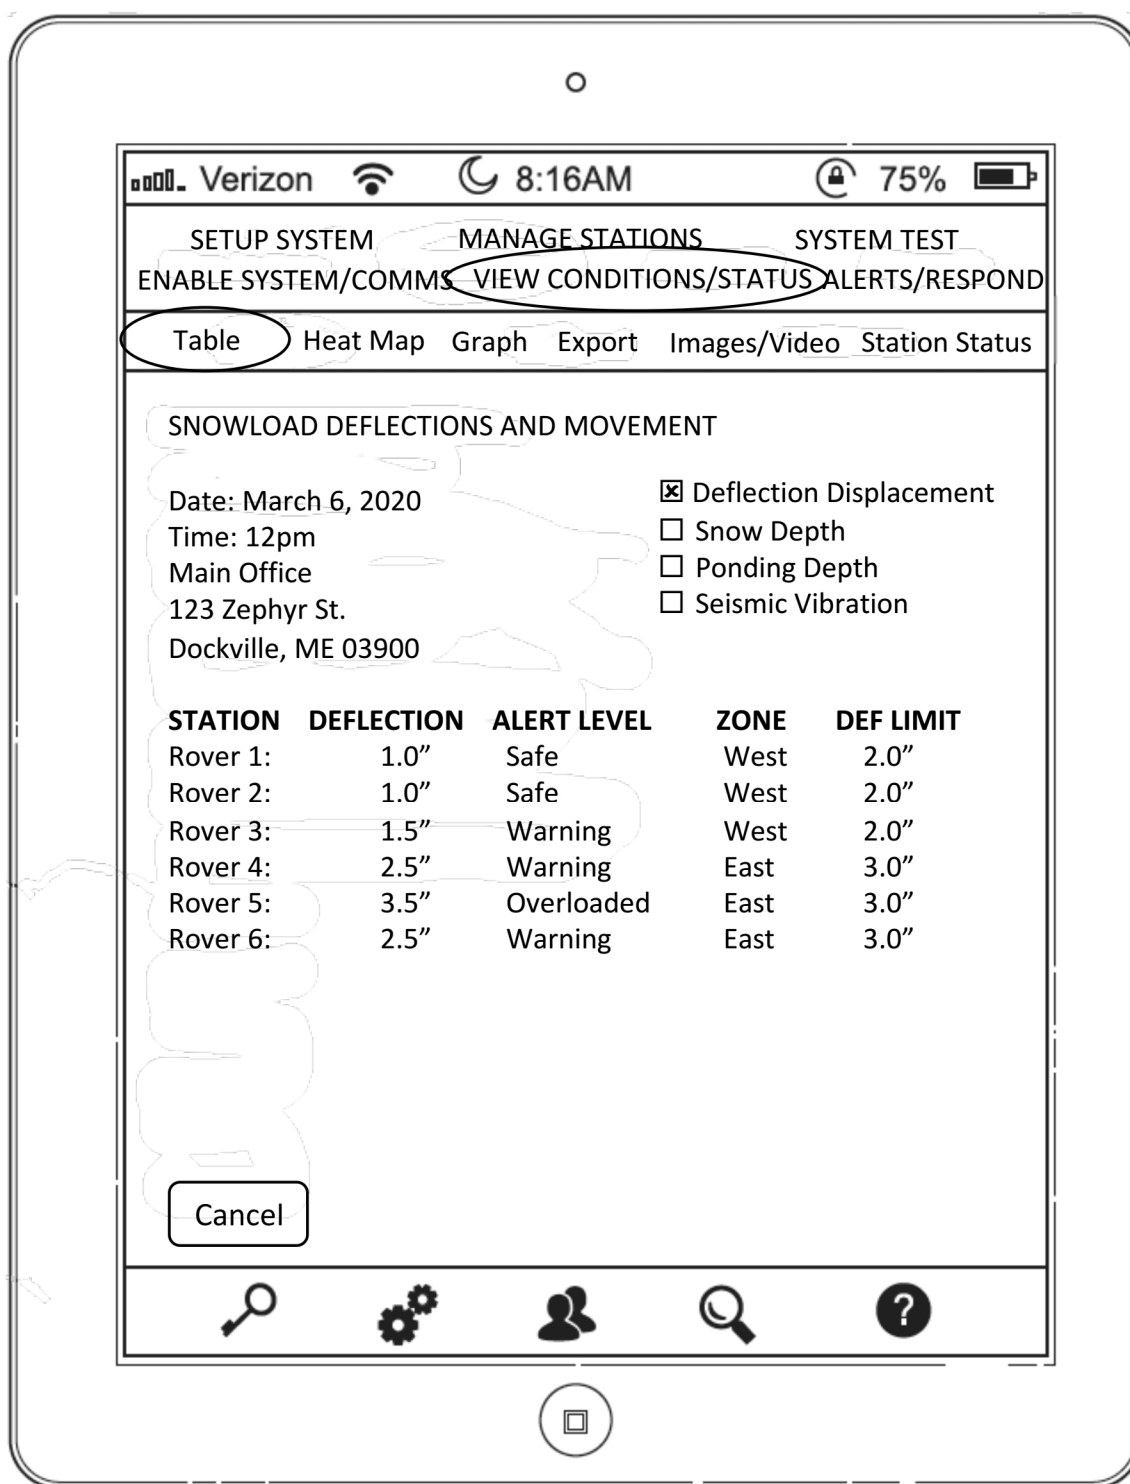 Verizon 8:16AM 75%
SETUP SYSTEM MANAGE STATIONS SYSTEM TEST
ENABLE SYSTEM/COMMS VIEW CONDITIONS/STATUS ALERTS/RESPOND
Table Heat Map Graph Export Images/Video Station Status
SNOWLOAD DEFLECTIONS AND MOVEMENT
Date: March 6, 2020
Time: 12pm
Main Office
123 Zephyr St.
Dockville, ME 03900
Deflection Displacement
Snow Depth
Ponding Depth
Seismic Vibration
STATION DEFLECTION ALERT LEVEL ZONE DEF LIMIT
Rover 1: 1.0” Safe West 2.0”
Rover 2: 1.0” Safe West 2.0”
Rover 3: 1.5” Warning West 2.0”
Rover 4: 2.5” Warning East 3.0”
Rover 5: 3.5” Overloaded East 3.0”
Rover 6: 2.5” Warning East 3.0”
Cancel
?